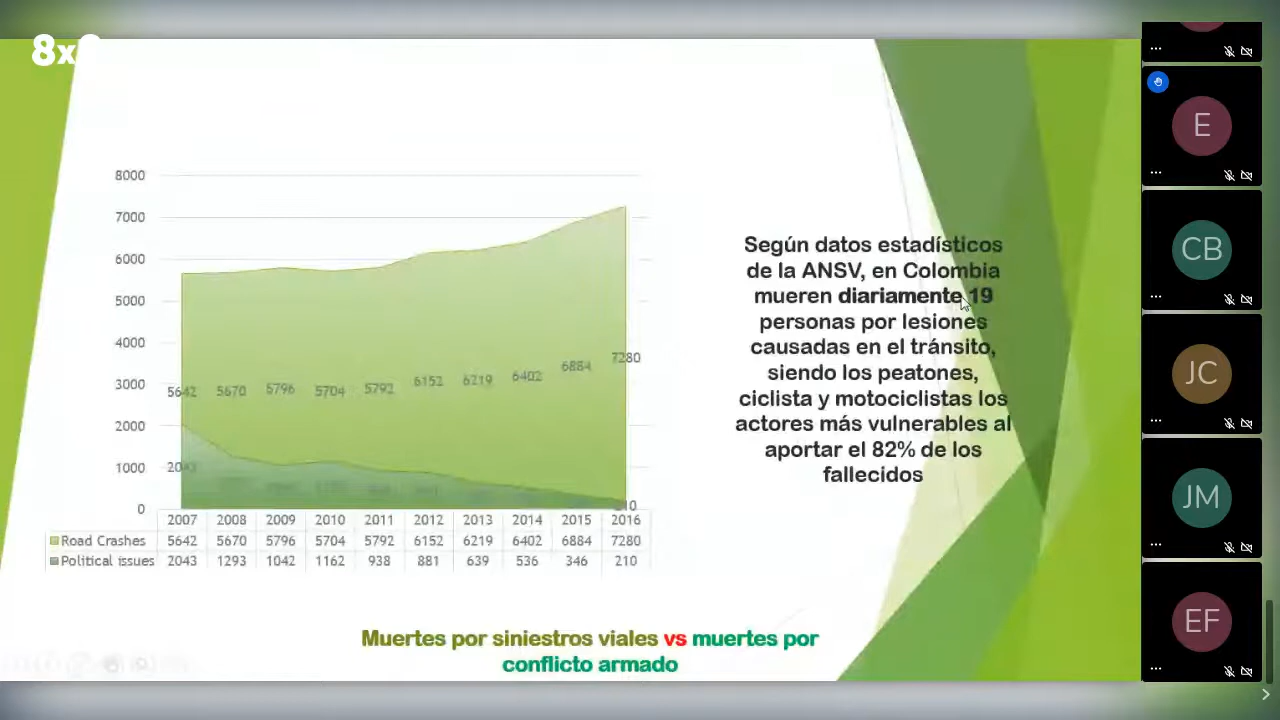 8x8
8000
7000
6000
5000
4000
3000
2000
1000
0
5642 5670 5796 5704 5792 6152 6219 6402 6884 7280
2043
2007 2008 2009 2010 2011 2012 2013 2014 2015 2016
Road Crashes 5642 5670 5796 5704 5792 6152 6219 6402 6884 7280
Political issues 2043 1293 1042 1162 938 881 639 536 346 210
Según datos estadísticos
de la ANSV, en Colombia
mueren diariamente 19
personas por lesiones
causadas en el tránsito,
siendo los peatones,
ciclista y motociclistas los
actores más vulnerables al
aportar el 82% de los
fallecidos
Muertes por siniestros viales vs muertes por
conflicto armado
E
CB
JC
JM
EF